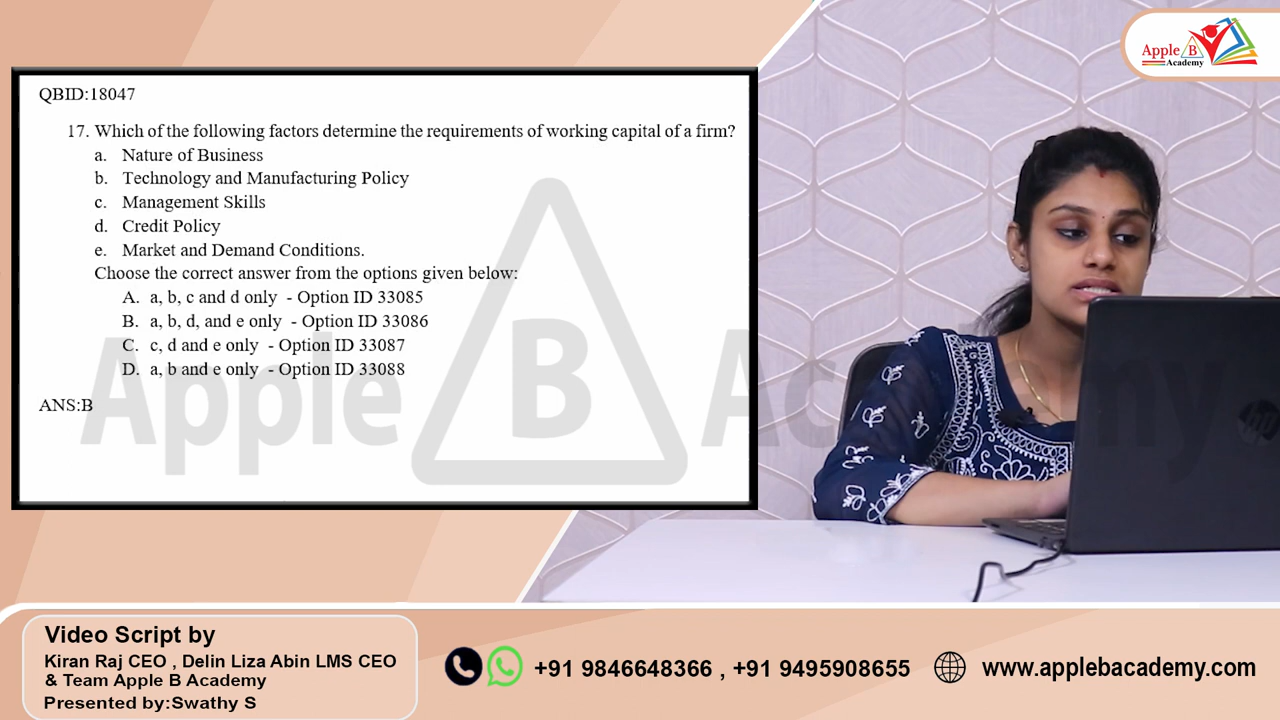 Apple B
Academy
QBID:18047
17. Which of the following factors determine the requirements of working capital of a firm?
a. Nature of Business
b. Technology and Manufacturing Policy
c. Management Skills
d. Credit Policy
e. Market and Demand Conditions.
Choose the correct answer from the options given below:
A. a, b, c and d only - Option ID 33085
B. a, b, d, and e only - Option ID 33086
C. c, d and e only - Option ID 33087
D. a, b and e only - Option ID 33088
ANS:B
Apple B Academy
Video Script by
Kiran Raj CEO , Delin Liza Abin LMS CEO
& Team Apple B Academy
Presented by:Swathy S
+91 9846648366 , +91 9495908655
www.applebacademy.com